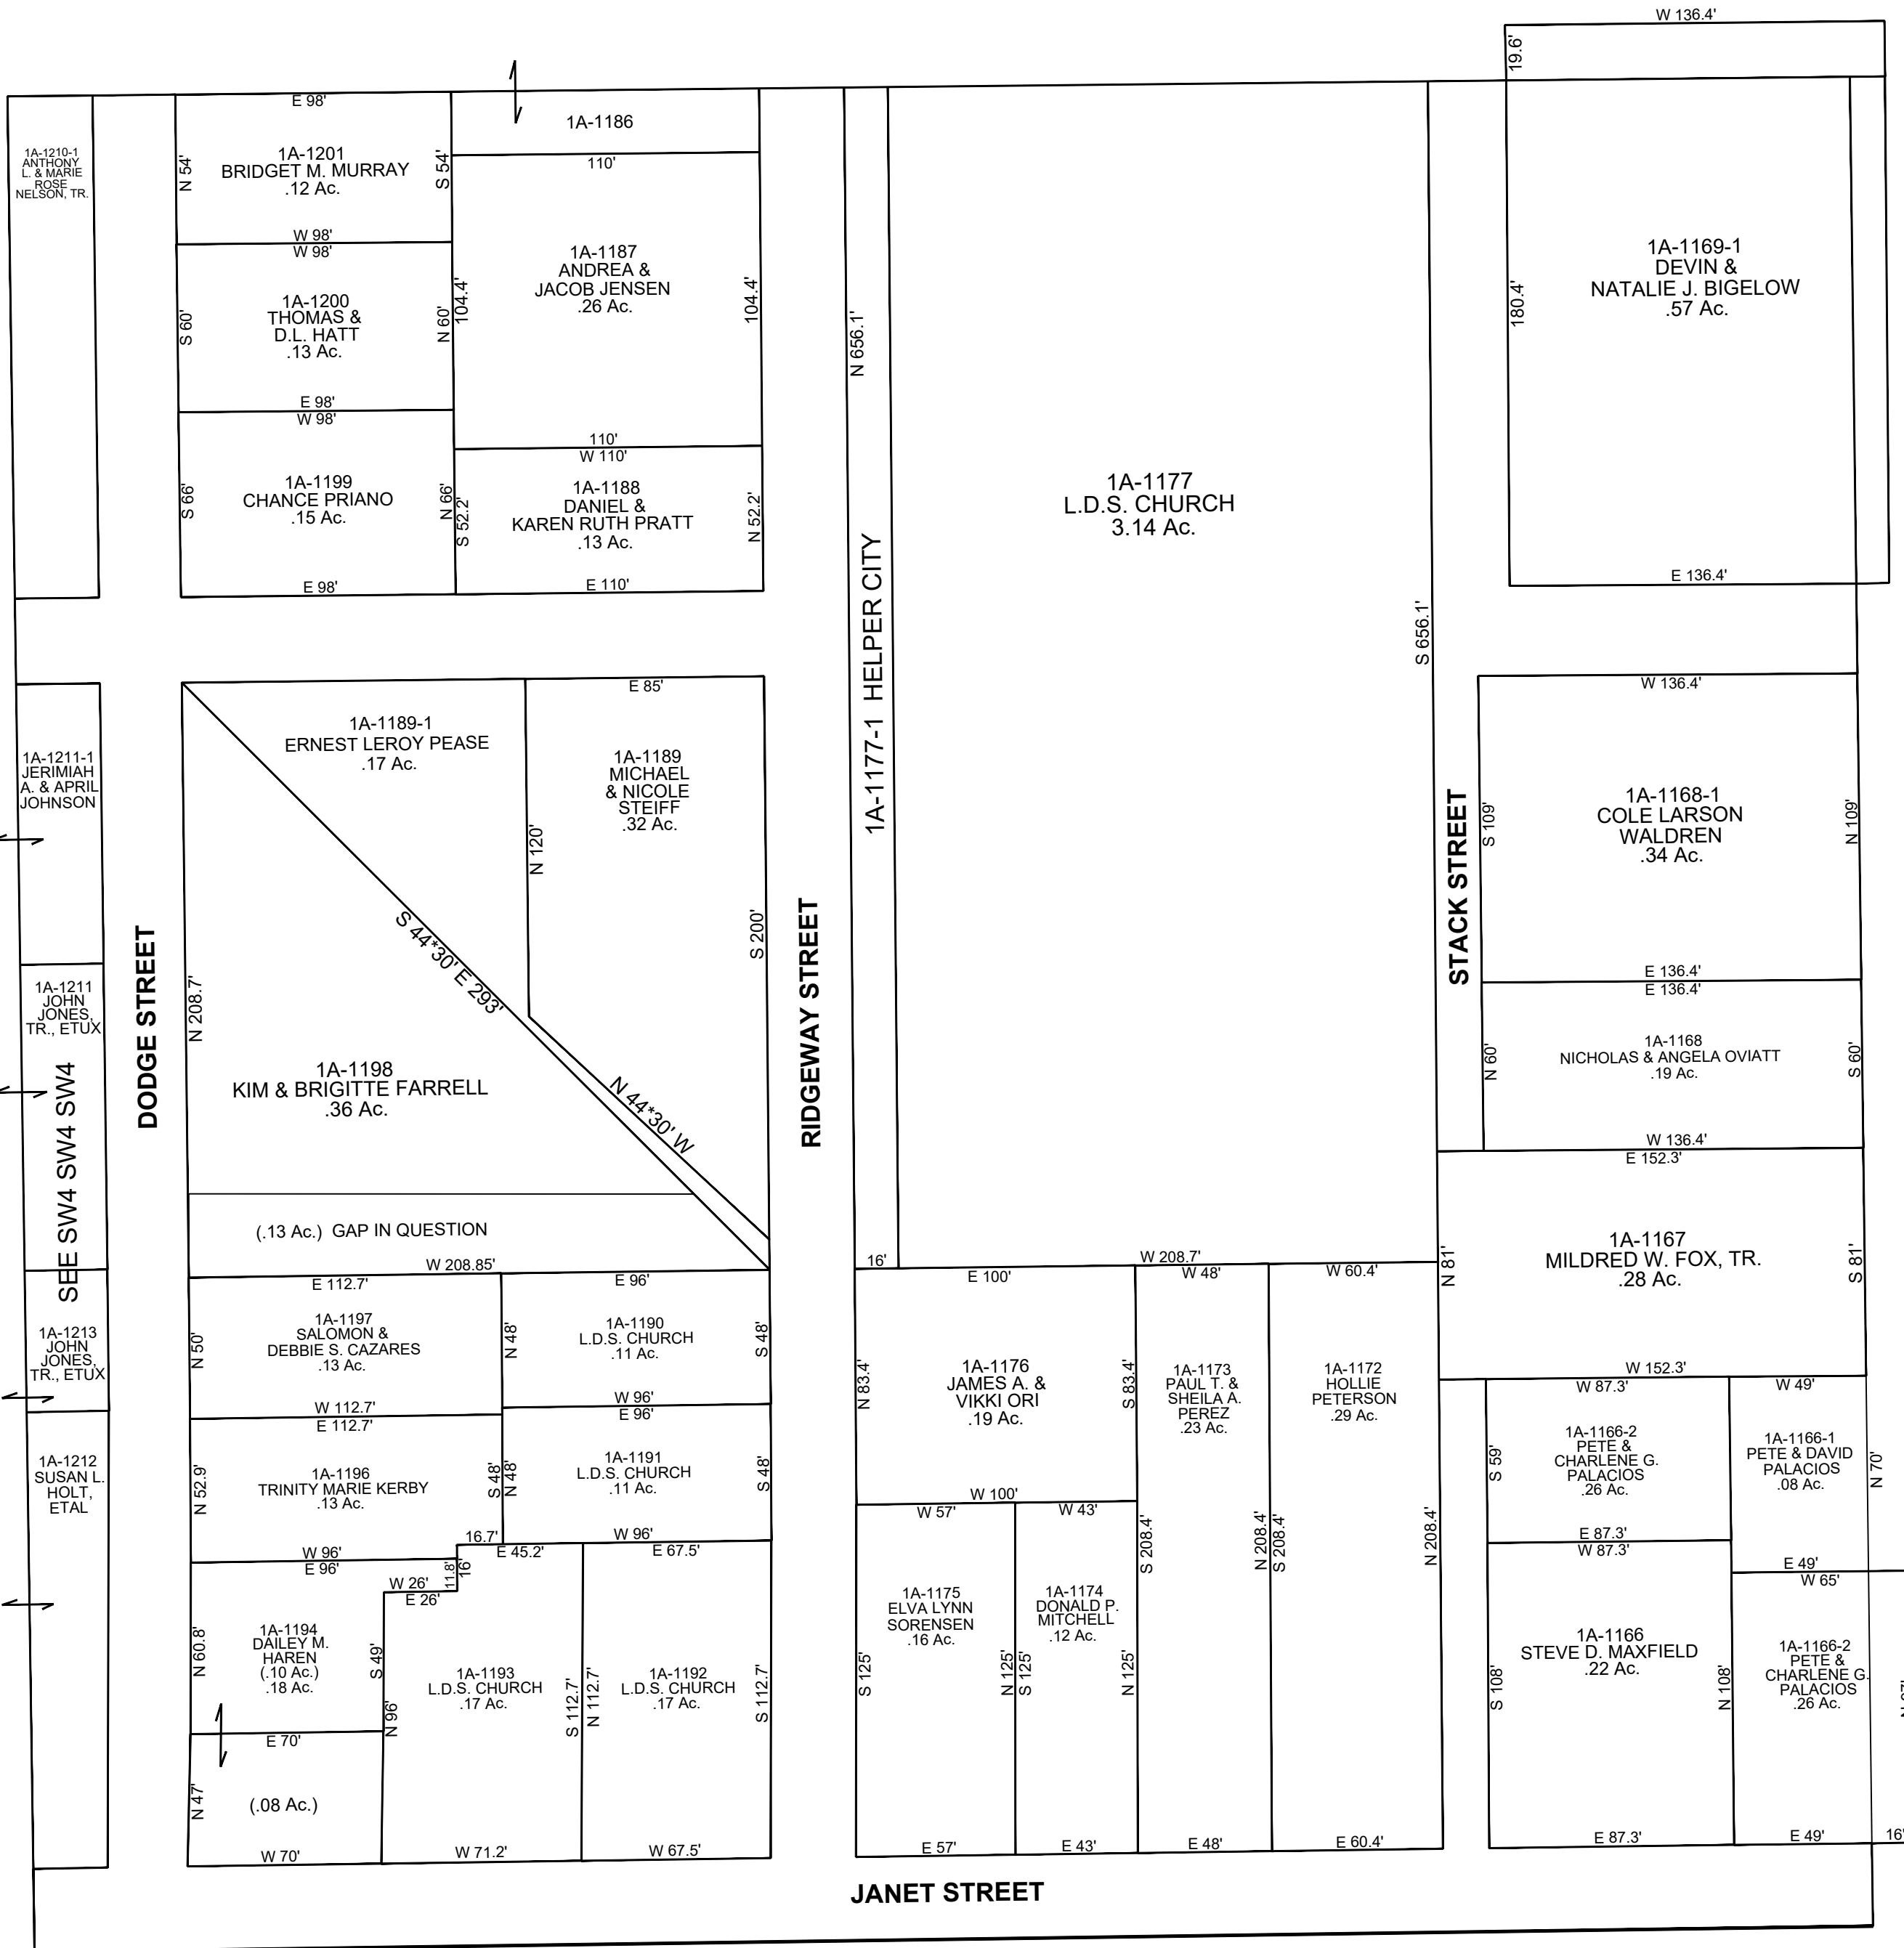 W 136.4'
19.6'
1A-1210-1
ANTHONY
L. & MARIE
ROSE
NELSON, TR.
E 98'
N 54'
1A-1201
BRIDGET M. MURRAY
.12 Ac.
S 54'
W 98'
1A-1186
110'
W 98'
S 60'
1A-1200
THOMAS &
D.L. HATT
.13 Ac.
N 60'
E 98'
104.4'
1A-1187
ANDREA &
JACOB JENSEN
.26 Ac.
104.4'
110'
W 98'
S 66'
1A-1199
CHANCE PRIANO
.15 Ac.
N 66'
E 98'
W 110'
S 52.2'
1A-1188
DANIEL &
KAREN RUTH PRATT
.13 Ac.
N 52.2'
E 110'
N 656.1'
1A-1177-1 HELPER CITY
16'
1A-1177
L.D.S. CHURCH
3.14 Ac.
S 656.1'
W 208.7'
180.4'
1A-1169-1
DEVIN &
NATALIE J. BIGELOW
.57 Ac.
E 136.4'
1A-1211-1
JERIMIAH
A. & APRIL
JOHNSON
1A-1211
JOHN
JONES,
TR., ETUX
SEE SW4 SW4 SW4
1A-1213
JOHN
JONES,
TR., ETUX
1A-1212
SUSAN L.
HOLT,
ETAL
DODGE STREET
1A-1189-1
ERNEST LEROY PEASE
.17 Ac.
E 85'
1A-1189
MICHAEL
& NICOLE
STEIFF
.32 Ac.
N 120'
S 200'
S 44*30' E 293'
N 44*30' W
N 208.7'
1A-1198
KIM & BRIGITTE FARRELL
.36 Ac.
(.13 Ac.) GAP IN QUESTION
W 208.85'
RIDGEWAY STREET
STACK STREET
W 136.4'
S 109'
1A-1168-1
COLE LARSON
WALDREN
.34 Ac.
N 109'
E 136.4'
E 136.4'
N 60'
1A-1168
NICHOLAS & ANGELA OVIATT
.19 Ac.
S 60'
W 136.4'
E 152.3'
N 81'
1A-1167
MILDRED W. FOX, TR.
.28 Ac.
S 81'
W 152.3'
E 112.7'
N 50'
1A-1197
SALOMON &
DEBBIE S. CAZARES
.13 Ac.
W 112.7'
E 96'
N 48'
1A-1190
L.D.S. CHURCH
.11 Ac.
S 48'
W 96'
E 112.7'
N 52.9'
1A-1196
TRINITY MARIE KERBY
.13 Ac.
S 48'
16.7'
11.8'
W 96'
E 96'
N 48'
1A-1191
L.D.S. CHURCH
.11 Ac.
S 48'
W 96'
E 96'
16'
W 26'
E 26'
N 60.8'
1A-1194
DAILEY M.
HAREN
(.10 Ac.)
.18 Ac.
S 49'
E 70'
N 47'
(.08 Ac.)
W 70'
E 45.2'
N 96'
1A-1193
L.D.S. CHURCH
.17 Ac.
S 112.7'
W 71.2'
E 67.5'
N 112.7'
1A-1192
L.D.S. CHURCH
.17 Ac.
S 112.7'
W 67.5'
E 100'
N 83.4'
1A-1176
JAMES A. &
VIKKI ORI
.19 Ac.
S 83.4'
W 100'
W 57'
S 125'
1A-1175
ELVA LYNN
SORENSEN
.16 Ac.
N 125'
E 57'
W 43'
S 125'
1A-1174
DONALD P.
MITCHELL
.12 Ac.
N 125'
E 43'
W 48'
1A-1173
PAUL T. &
SHEILA A.
PEREZ
.23 Ac.
S 208.4'
N 208.4'
E 48'
W 60.4'
1A-1172
HOLLIE
PETERSON
.29 Ac.
S 208.4'
N 208.4'
E 60.4'
W 87.3'
S 59'
1A-1166-2
PETE &
CHARLENE G.
PALACIOS
.26 Ac.
E 87.3'
W 49'
1A-1166-1
PETE & DAVID
PALACIOS
.08 Ac.
N 70'
E 49'
W 87.3'
S 108'
1A-1166
STEVE D. MAXFIELD
.22 Ac.
N 108'
E 87.3'
W 65'
1A-1166-2
PETE &
CHARLENE G.
PALACIOS
.26 Ac.
E 49'
16'
JANET STREET